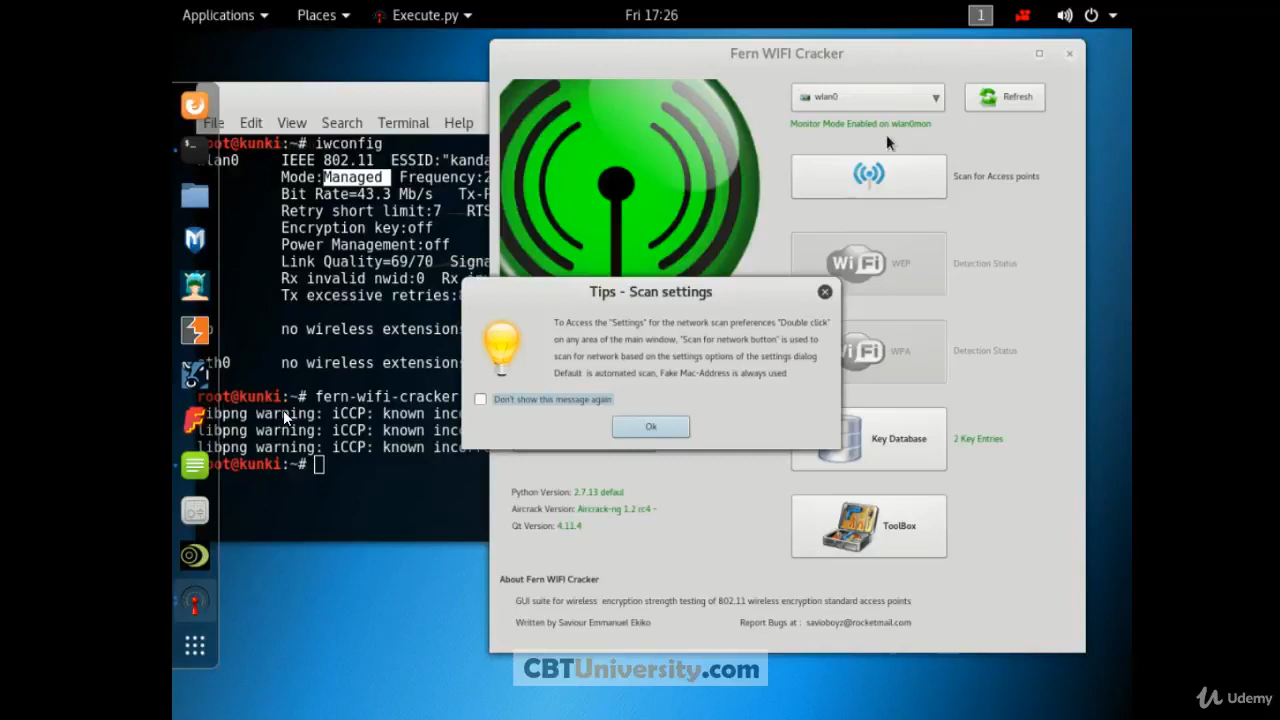 Applications Places Execute.py Fri 17:26 1
Fern WIFI Cracker
wlan0 Refresh
Monitor Mode Enabled on wlan0mon
Scan for Access points
WiFi WEP Detection Status
WiFi WPA Detection Status
Key Database 2 Key Entries
ToolBox
File Edit View Search Terminal Help
root@kunki:~# iwconfig
wlan0 IEEE 802.11 ESSID:"kanda
Mode:Managed Frequency:2
Bit Rate=43.3 Mb/s Tx-P
Retry short limit:7 RTS
Encryption key:off
Power Management:off
Link Quality=69/70 Signa
Rx invalid nwid:0 Rx
Tx excessive retries:
no wireless extensions
eth0 no wireless extensions
root@kunki:~# fern-wifi-cracker
libpng warning: iCCP: known inco
libpng warning: iCCP: known inco
libpng warning: iCCP: known incor
root@kunki:~#
Tips - Scan settings
To Access the "Settings" for the network scan preferences "Double click"
on any area of the main window, "Scan for network button" is used to
scan for network based on the settings options of the settings dialog
Default is automated scan, Fake Mac-Address is always used
Don't show this message again
Ok
Python Version: 2.7.13 defaul
Aircrack Version: Aircrack-ng 1.2 rc4 -
Qt Version: 4.11.4
About Fern WIFI Cracker
GUI suite for wireless encryption strength testing of 802.11 wireless encryption standard access points
Written by Saviour Emmanuel Ekiko Report Bugs at : savioboyz@rocketmail.com
CBTUniversity.com
Udemy